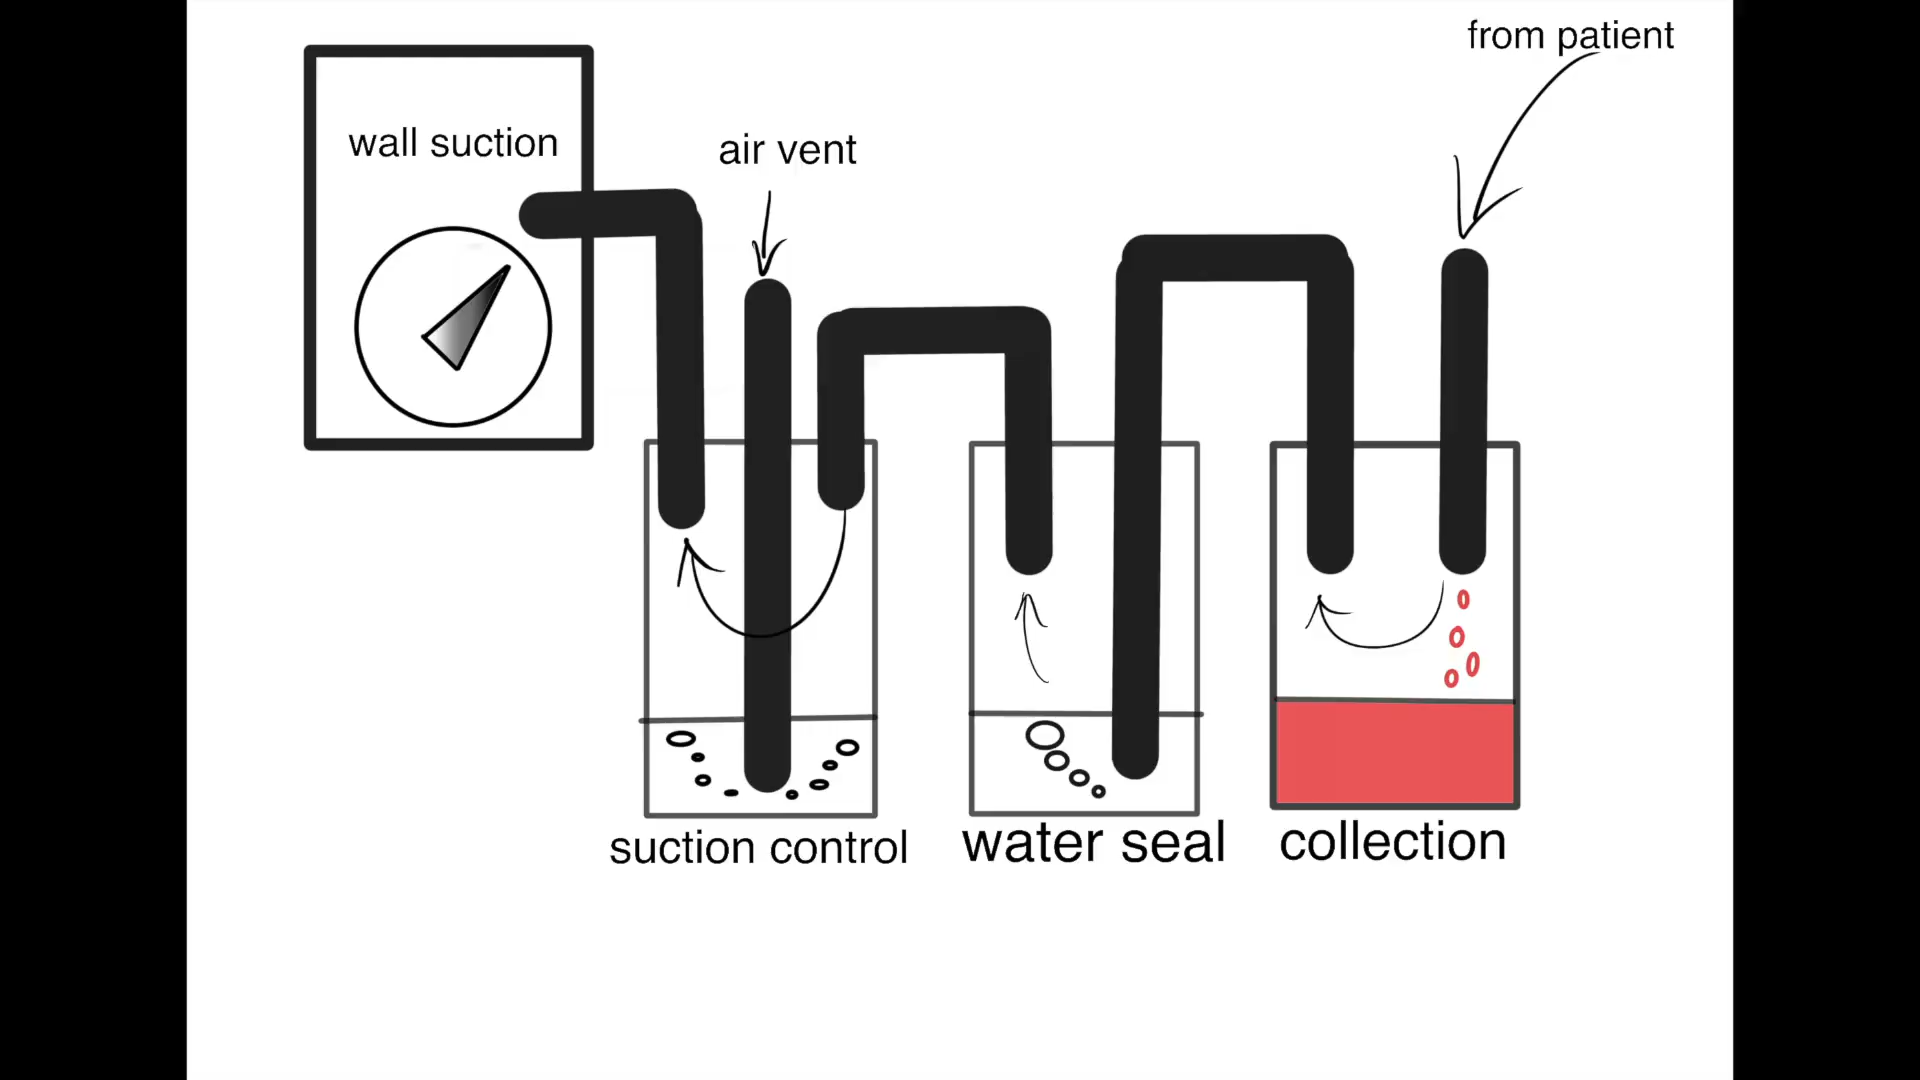 from patient
wall suction
air vent
suction control
water seal
collection